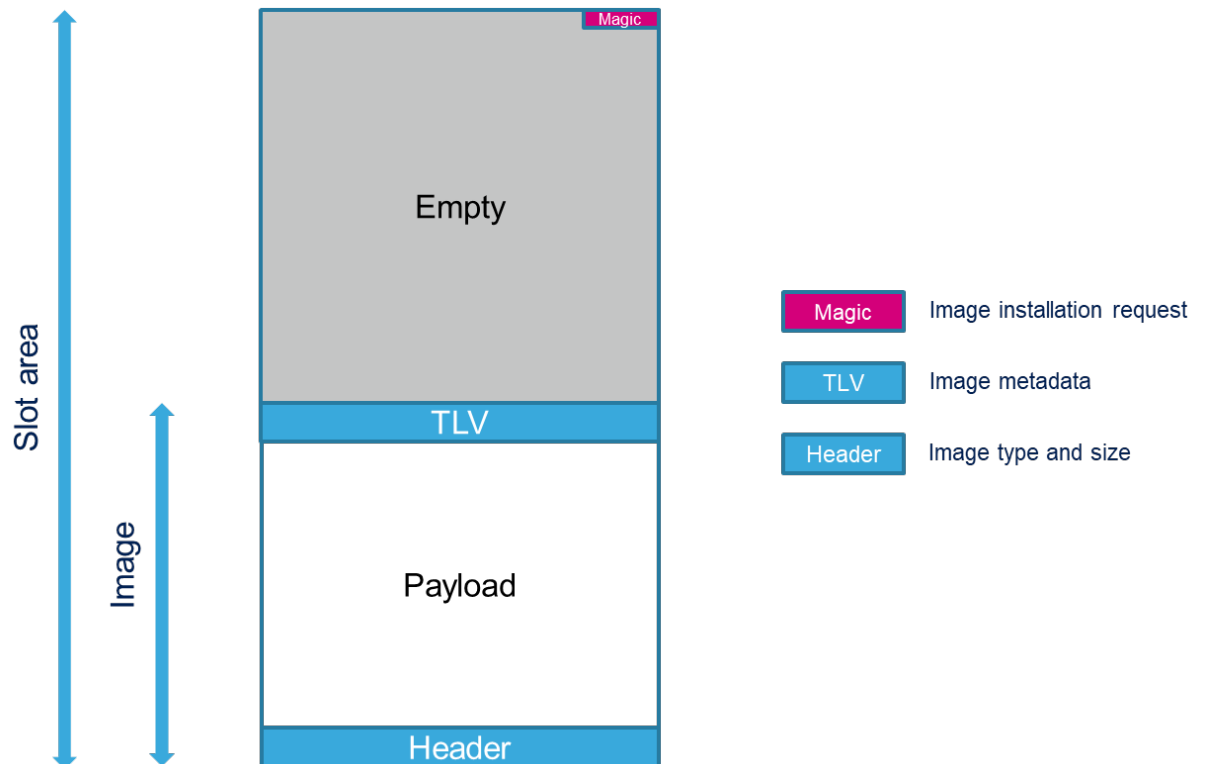 Magic
Empty
TLV
Payload
Header
Slot area
Image
Magic Image installation request
TLV Image metadata
Header Image type and size